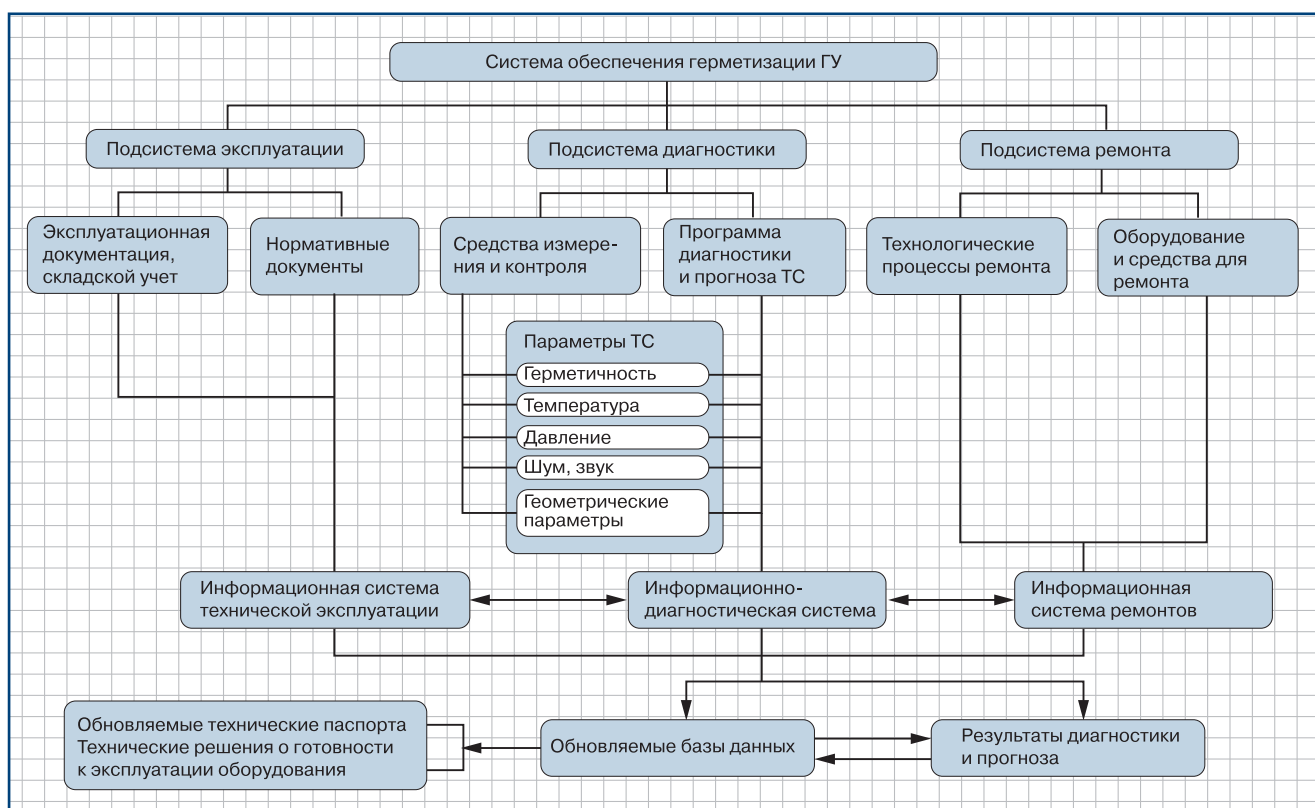 Система обеспечения герметизации ГУ
Подсистема эксплуатации
Подсистема диагностики
Подсистема ремонта
Эксплуатационная
документация,
складской учет
Нормативные
документы
Средства измере-
ния и контроля
Программа
диагностики
и прогноза ТС
Технологические
процессы ремонта
Оборудование
и средства для
ремонта
Параметры ТС
Герметичность
Температура
Давление
Шум, звук
Геометрические
параметры
Информационная система
технической эксплуатации
Информационно-
диагностическая система
Информационная
система ремонтов
Обновляемые технические паспорта
Технические решения о готовности
к эксплуатации оборудования
Обновляемые базы данных
Результаты диагностики
и прогноза